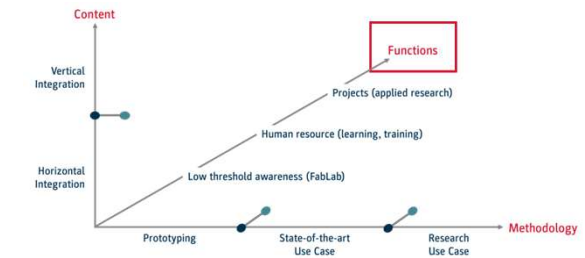 Content
Functions
Vertical
Integration
Projects (applied research)
Human resource (learning, training)
Horizontal
Integration
Low threshold awareness (FabLab)
Methodology
Prototyping
State-of-the-art
Use Case
Research
Use Case